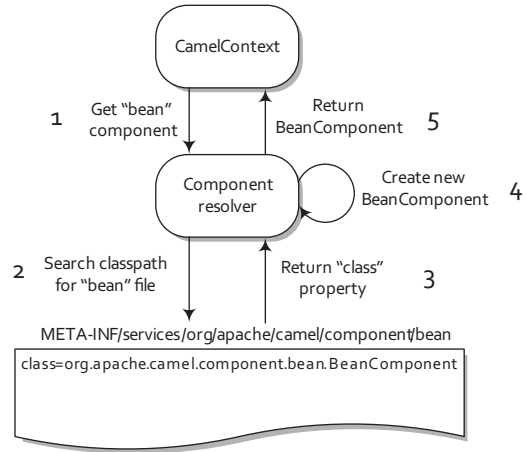 CamelContext
1
Get “bean”
component
Return
BeanComponent
5
Component
resolver
Create new
BeanComponent
4
2
Search classpath
for “bean” file
Return “class”
property
3
META-INF/services/org/apache/camel/component/bean
class=org.apache.camel.component.bean.BeanComponent